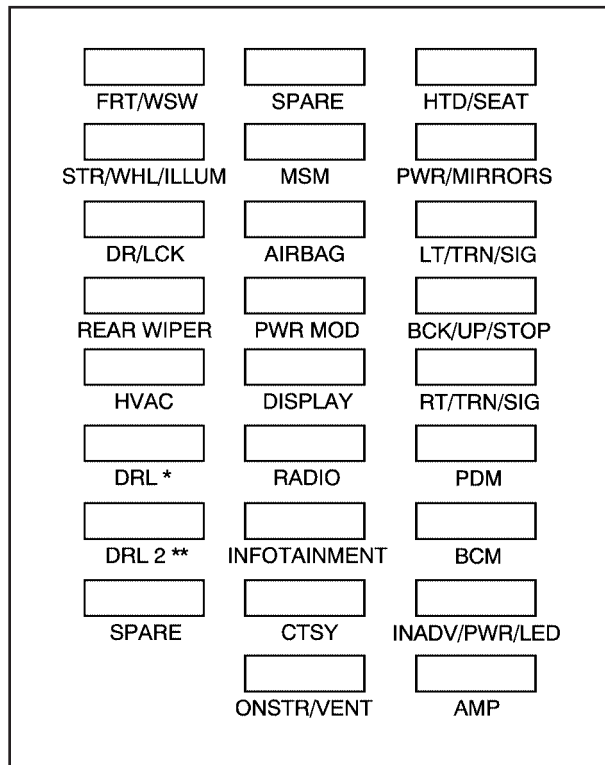 FRT/WSW SPARE HTD/SEAT
STR/WHL/ILLUM MSM PWR/MIRRORS
DR/LCK AIRBAG LT/TRN/SIG
REAR WIPER PWR MOD BCK/UP/STOP
HVAC DISPLAY RT/TRN/SIG
DRL * RADIO PDM
DRL 2 ** INFOTAINMENT BCM
SPARE CTSY INADV/PWR/LED
ONSTR/VENT AMP